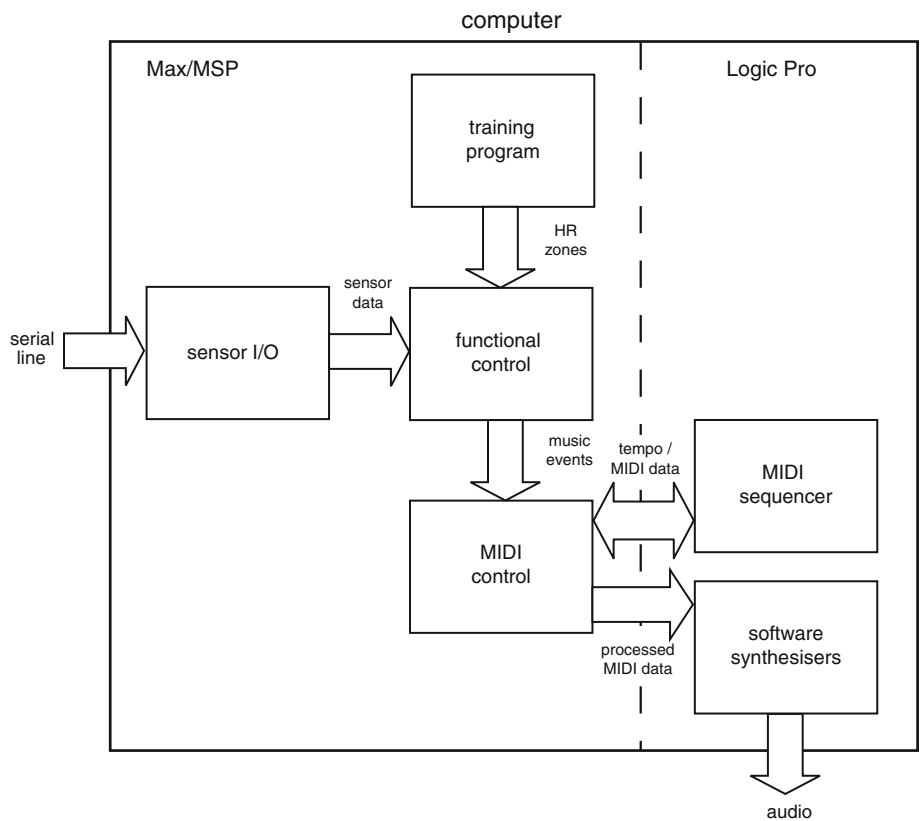 computer
Max/MSP
Logic Pro
training
program
HR
zones
sensor
data
serial
line
sensor I/O
functional
control
music
events
tempo /
MIDI data
MIDI
sequencer
MIDI
control
processed
MIDI data
software
synthesisers
audio